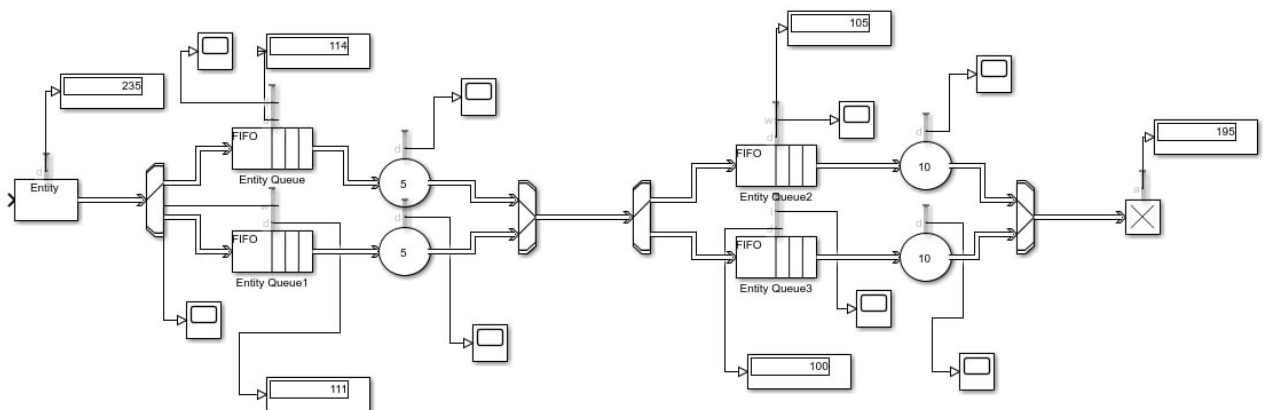 105
114
235
195
d
w
d
d
d
d
Entity
FIFO
FIFO
10
a
Entity Queue
5
Entity Queue2
d
d
d
FIFO
5
FIFO
10
Entity Queue1
Entity Queue3
100
111